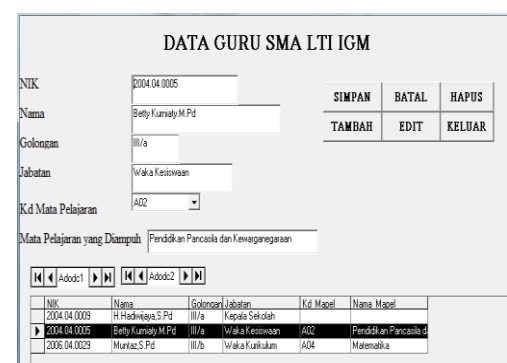 DATA GURU SMA LTI IGM
NIK
2004.04.0005
Nama
Betty Kurniaty.M.Pd
Golongan
III/a
Jabatan
Waka Kesiswaan
Kd Mata Pelajaran
A02
Mata Pelajaran yang Diampuh
Pendidikan Pancasila dan Kewarganegaraan
SIMPAN BATAL HAPUS
TAMBAH EDIT KELUAR
Adodc1 Adodc2
NIK Nama Golongan Jabatan Kd Mapel Nama Mapel
2004.04.0009 H.Hadiwijaya,S.Pd III/a Kepala Sekolah
2004.04.0005 Betty Kurniaty.M.Pd III/a Waka Kesiswaan A02 Pendidikan Pancasila d
2006.04.0029 Muntaz,S.Pd III/b Waka Kurikulum A04 Matematika